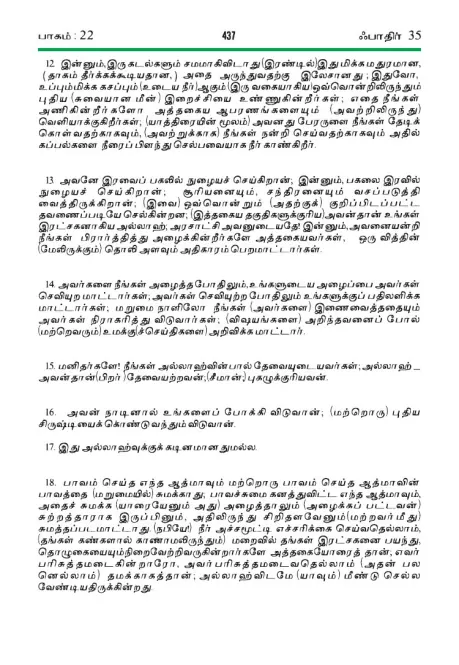 பாகம் : 22 437 ஃபாதிர் 35
12. இன்னும், இருகடல்களும் சமமாகிவிடாது (இரண்டில்) இது மிக்க மதுரமான,
(தாகம் தீர்க்கக்கூடியதான,) அதை அருந்துவதற்கு இலேசானது ; இதுவோ,
உப்பும் மிக்க கசப்பும் (உடைய நீர்) ஆகும் (இரு வகையாகிய) ஒவ்வொன்றிலிருந்தும்
புதிய (சுவையான மீன்) இறைச்சியை உண்ணுகின்றீர்கள் ; எதை நீங்கள்
அணிகின்றீர்களோ அத்தகைய ஆபரணங்களையும் (அவற்றிலிருந்து)
வெளியாக்குகிறீர்கள் ; (யாத்திரையின் மூலம்) அவனது பேரருளை நீங்கள் தேடிக்
கொள்வதற்காகவும், (அவற்றுக்காக) நீங்கள் நன்றி செய்வதற்காகவும் அதில்
கப்பல்களை நீரைப் பிளந்து செல்பவையாக நீர் காண்கிறீர்.
13. அவனே இரவைப் பகலில் நுழையச் செய்கிறான் ; இன்னும், பகலை இரவில்
நுழையச் செய்கிறான் ; சூரியனையும், சந்திரனையும் வசப்படுத்தி
வைத்திருக்கிறான் ; (இவை) ஒவ்வொன்றும் (அதற்குக்) குறிப்பிடப்பட்ட
தவணைப்படியே செல்கின்றன ; (இத்தகைய தகுதிகளுக்குரிய) அவன்தான் உங்கள்
இரட்சகனாகிய அல்லாஹ் ; அரசாட்சி அவனுடையதே! இன்னும், அவனையன்றி
நீங்கள் பிரார்த்தித்து அழைக்கின்றீர்களே அத்தகையவர்கள், ஒரு வித்தின்
(மேலிருக்கும்) தொலி அளவும் அதிகாரம் பெறமாட்டார்கள்.
14. அவர்களை நீங்கள் அழைத்தபோதிலும், உங்களுடைய அழைப்பை அவர்கள்
செவியுறமாட்டார்கள் ; அவர்கள் செவியுற்ற போதிலும் உங்களுக்குப் பதிலளிக்க
மாட்டார்கள் ; மறுமை நாளிலோ நீங்கள் (அவர்களை) இணைவைத்ததையும்
அவர்கள் நிராகரித்து விடுவார்கள் ; (விஷயங்களை) அறிந்தவனைப் போல்
(மற்றெவரும்) உமக்கு(ச் செய்திகளை) அறிவிக்கமாட்டார்.
15. மனிதர்களே! நீங்கள் அல்லாஹ்வின்பால் தேவையுடையவர்கள் ; அல்லாஹ் _
அவன்தான் (பிறர்) தேவையற்றவன் ; (சீமான் ;) புகழுக்குரியவன்.
16. அவன் நாடினால் உங்களைப் போக்கி விடுவான் ; (மற்றொரு) புதிய
சிருஷ்டியைக் கொண்டு வந்தும் விடுவான்.
17. இது அல்லாஹ்வுக்குக் கடினமானதுமல்ல.
18. பாவம் செய்த எந்த ஆத்மாவும் மற்றொரு பாவம் செய்த ஆத்மாவின்
பாவத்தை (மறுமையில்) சுமக்காது ; பாவச்சுமை கனத்துவிட்ட எந்த ஆத்மாவும்,
அதைச் சுமக்க (யாரையேனும் அது) அழைத்தாலும் (அழைக்கப் பட்டவன்)
சுற்றத்தாராக இருப்பினும், அதிலிருந்து சிறிதளவேனும் (மற்றவர் மீது)
சுமத்தப்படமாட்டாது. (நபியே!) நீர் அச்சமூட்டி எச்சரிக்கை செய்வதெல்லாம்,
(தங்கள் கண்களால் காணாமலிருந்தும்) மறைவில் தங்கள் இரட்சகனை பயந்து,
தொழுகையையும் நிறைவேற்றிவருகின்றார்களே அத்தகையோரைத் தான் ; எவர்
பரிசுத்தமடைகின்றாரோ, அவர் பரிசுத்தமடைவதெல்லாம் (அதன் பல
னெல்லாம்) தமக்காகத்தான் ; அல்லாஹ்விடமே (யாவும்) மீண்டு செல்ல
வேண்டியதிருக்கின்றது.